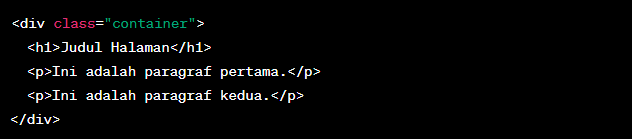 <div class="container">
  <h1>Judul Halaman</h1>
  <p>Ini adalah paragraf pertama.</p>
  <p>Ini adalah paragraf kedua.</p>
</div>